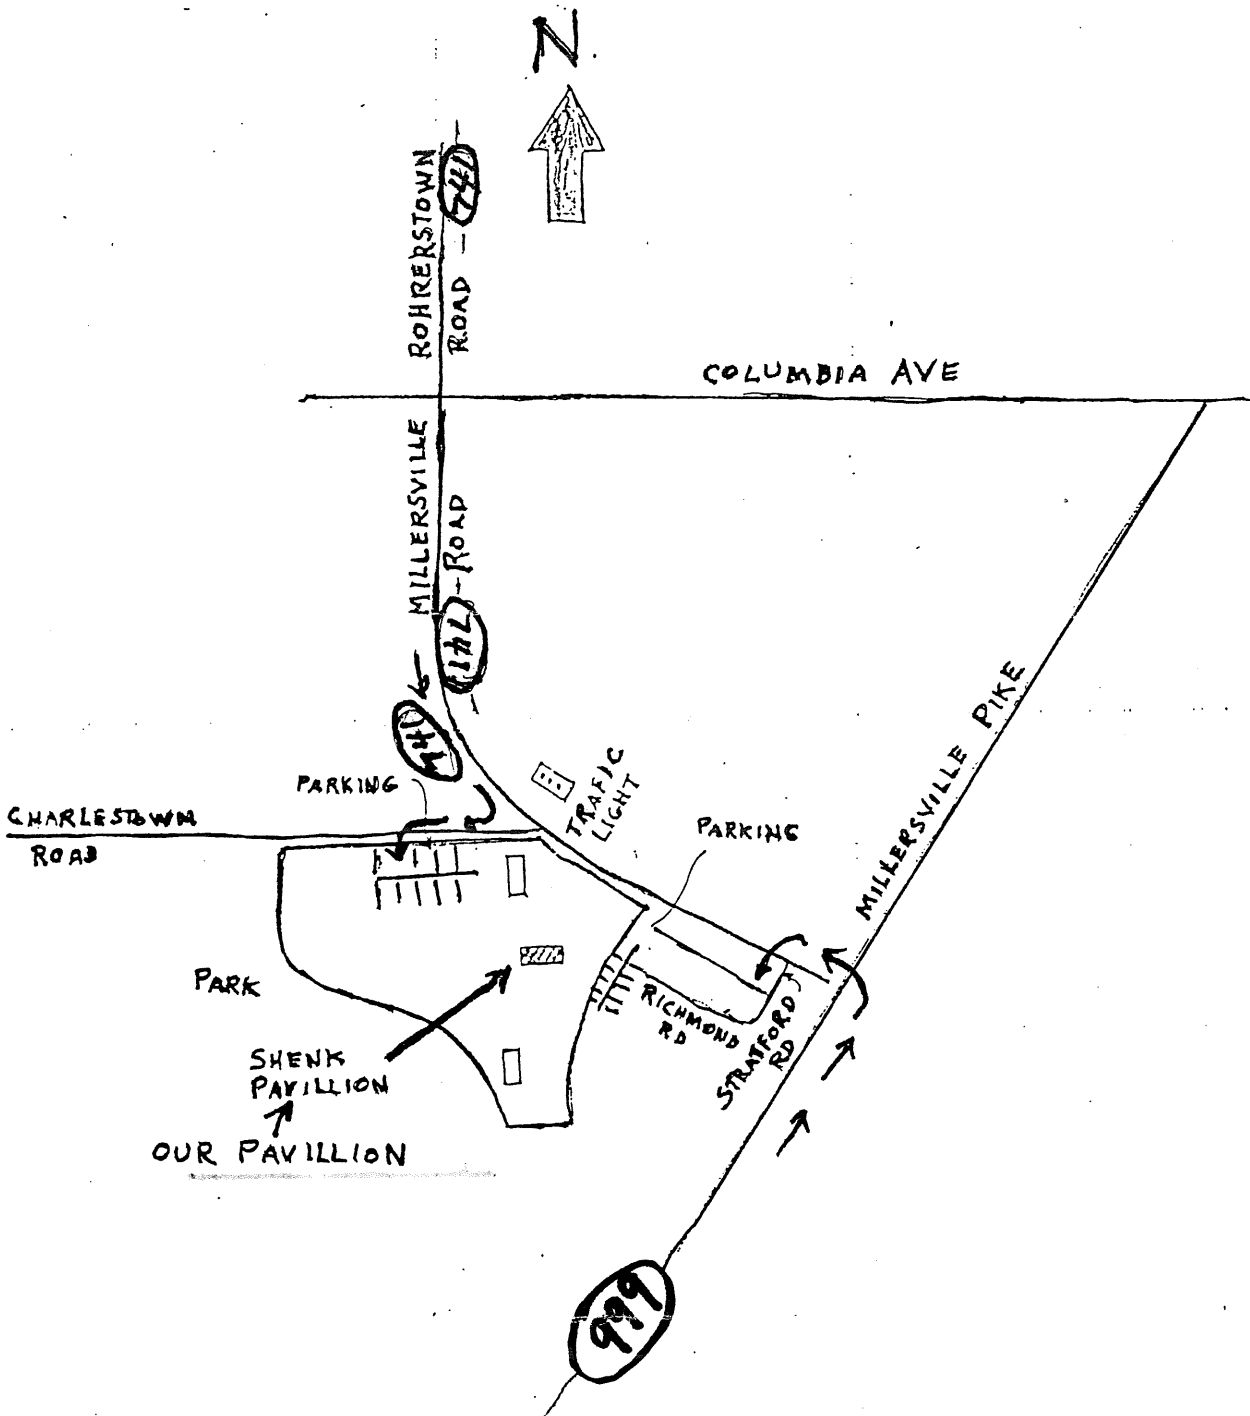 N
ROHRERSTOWN
ROAD
741
COLUMBIA AVE
MILLERSVILLE
ROAD
741
741
PARKING
TRAFIC
LIGHT
CHARLESTOWN
ROAD
PARKING
MILLERSVILLE PIKE
PARK
RICHMOND
RD
STRATFORD
RD
SHENK
PAVILLION
OUR PAVILLION
999